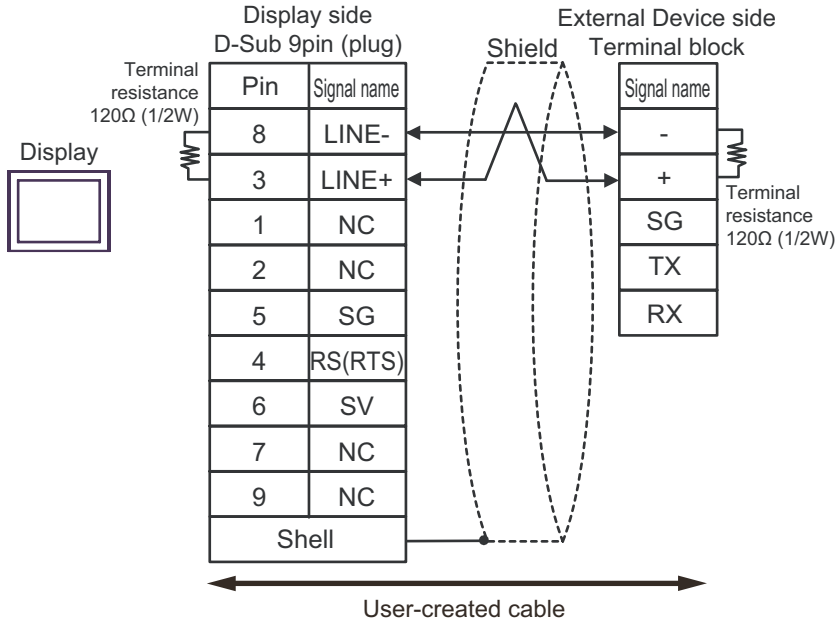 Display side
D-Sub 9pin (plug)
External Device side
Terminal block
Shield
Terminal
resistance
120Ω (1/2W)
Display
Pin Signal name
8 LINE-
3 LINE+
1 NC
2 NC
5 SG
4 RS(RTS)
6 SV
7 NC
9 NC
Shell
Signal name
-
+
SG
TX
RX
Terminal
resistance
120Ω (1/2W)
User-created cable